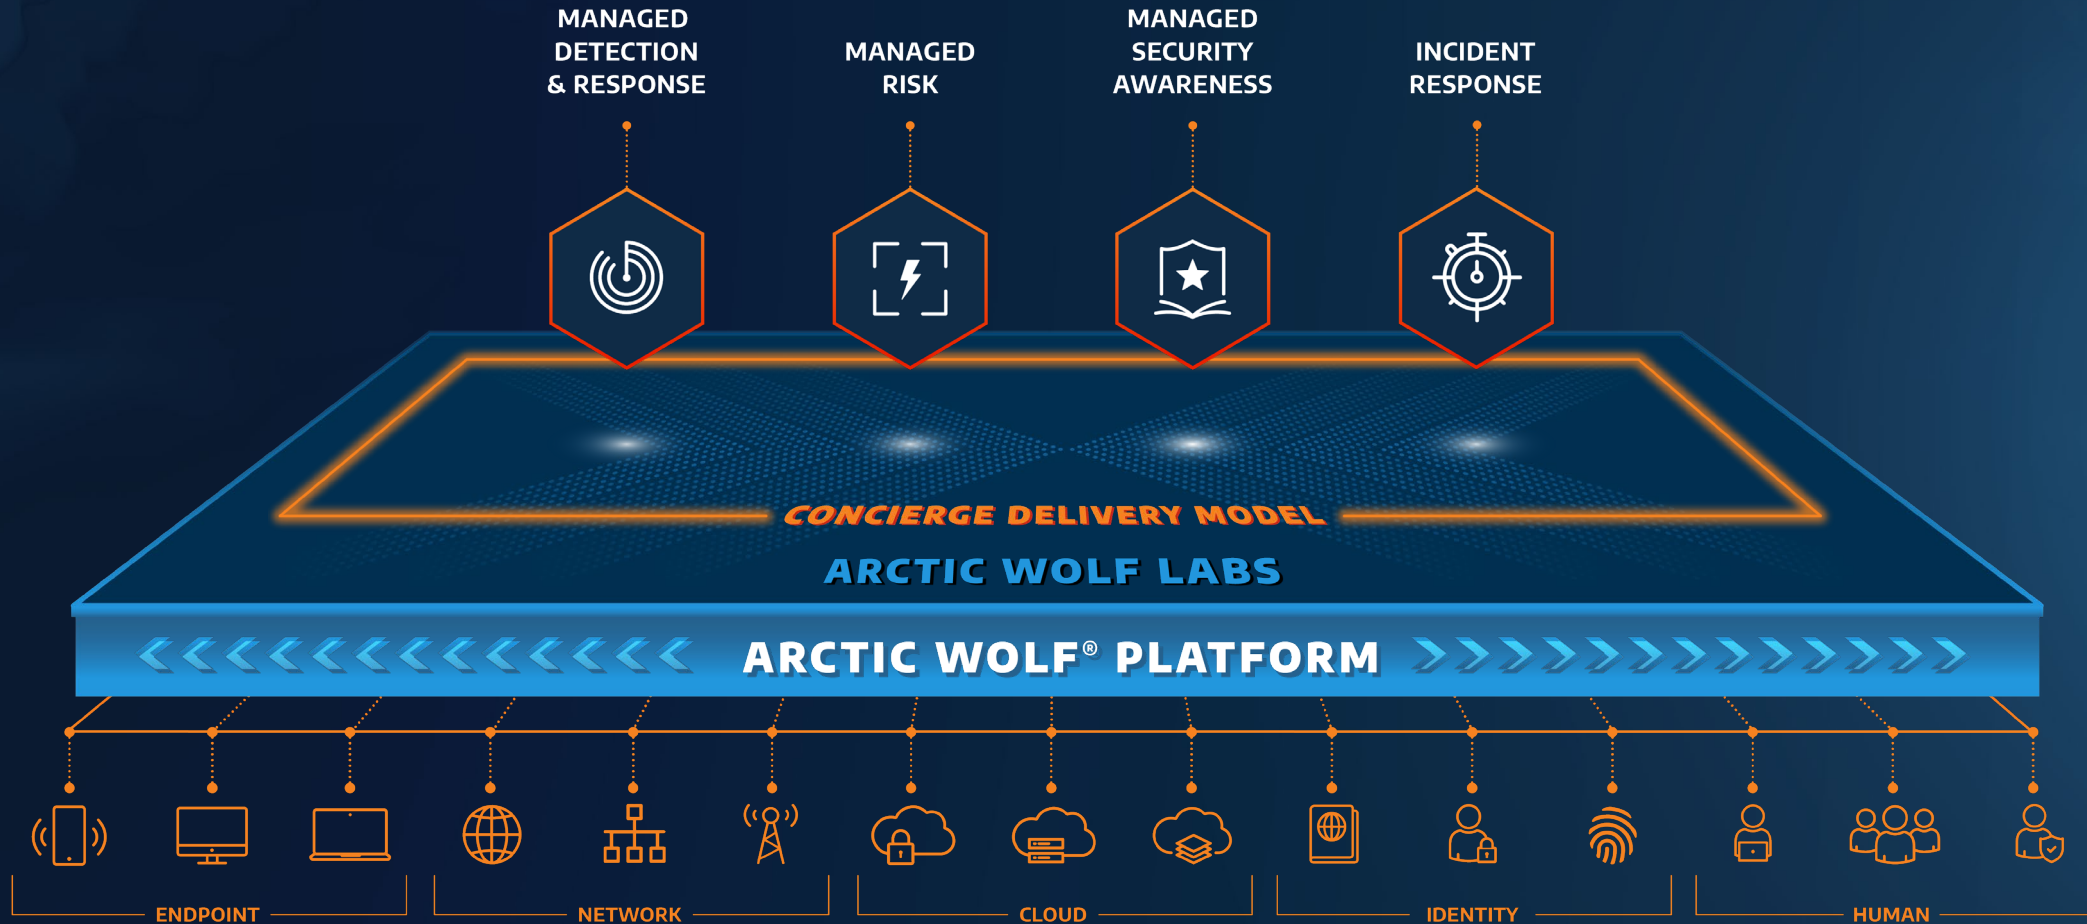 MANAGED
DETECTION
& RESPONSE
MANAGED
RISK
MANAGED
SECURITY
AWARENESS
INCIDENT
RESPONSE
CONCIERGE DELIVERY MODEL
ARCTIC WOLF LABS
ARCTIC WOLF® PLATFORM
ENDPOINT
NETWORK
CLOUD
IDENTITY
HUMAN